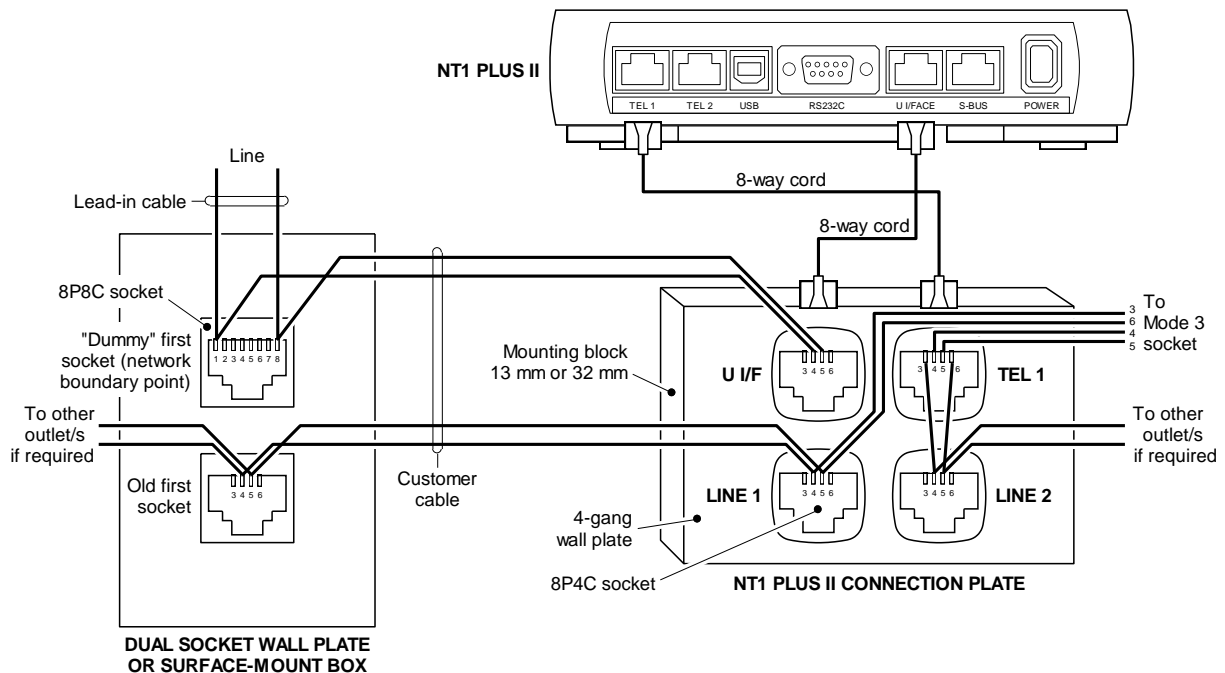 NT1 PLUS II
TEL 1 TEL 2 USB RS232C U I/FACE S-BUS POWER
Line
8-way cord
Lead-in cable
8-way cord
8P8C socket
3 To
6 Mode 3
4 socket
5
"Dummy" first
socket (network
boundary point)
1 2 3 4 5 6 7 8
Mounting block
13 mm or 32 mm
U I/F
3 4 5 6
3 4 5 6
TEL 1
To other
outlet/s
if required
To other
outlet/s
if required
Old first
socket
3 4 5 6
Customer
cable
LINE 1
3 4 5 6
3 4 5 6
LINE 2
4-gang
wall plate
8P4C socket
NT1 PLUS II CONNECTION PLATE
DUAL SOCKET WALL PLATE
OR SURFACE-MOUNT BOX